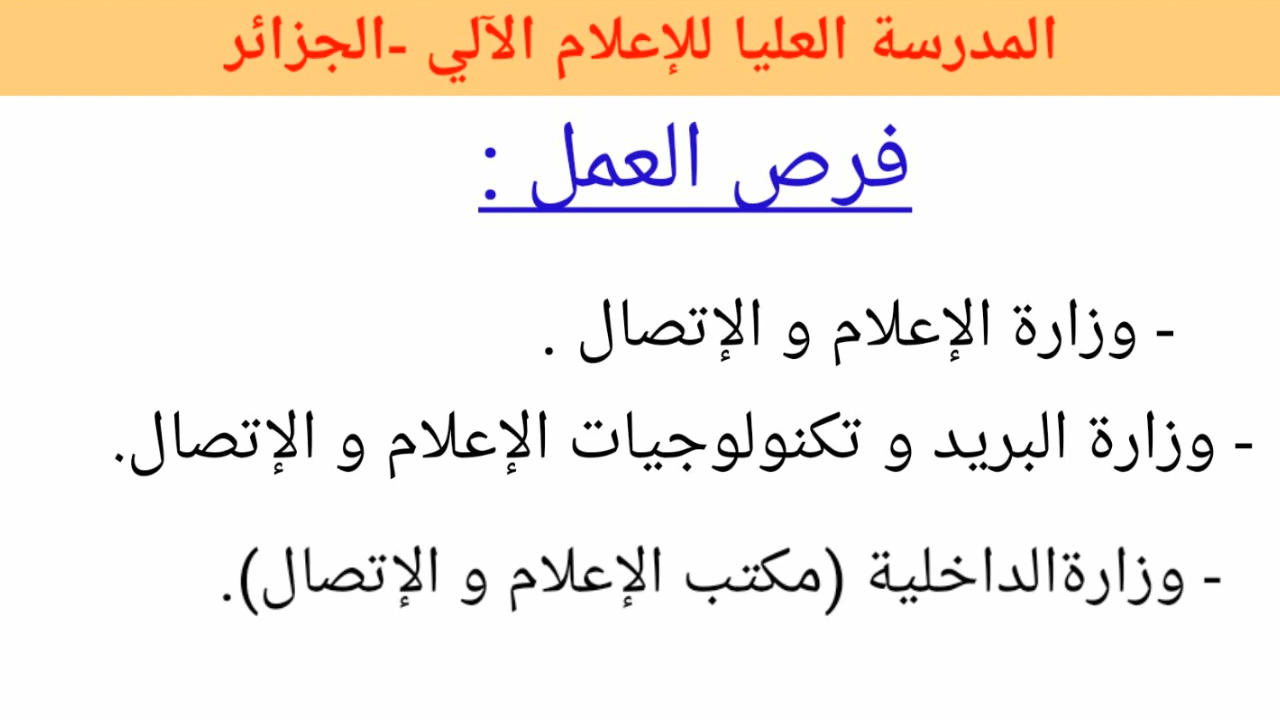 المدرسة العليا للإعلام الآلي -الجزائر
فرص العمل :
- وزارة الإعلام و الإتصال .
- وزارة البريد و تكنولوجيات الإعلام و الإتصال.
- وزارةالداخلية (مكتب الإعلام و الإتصال).